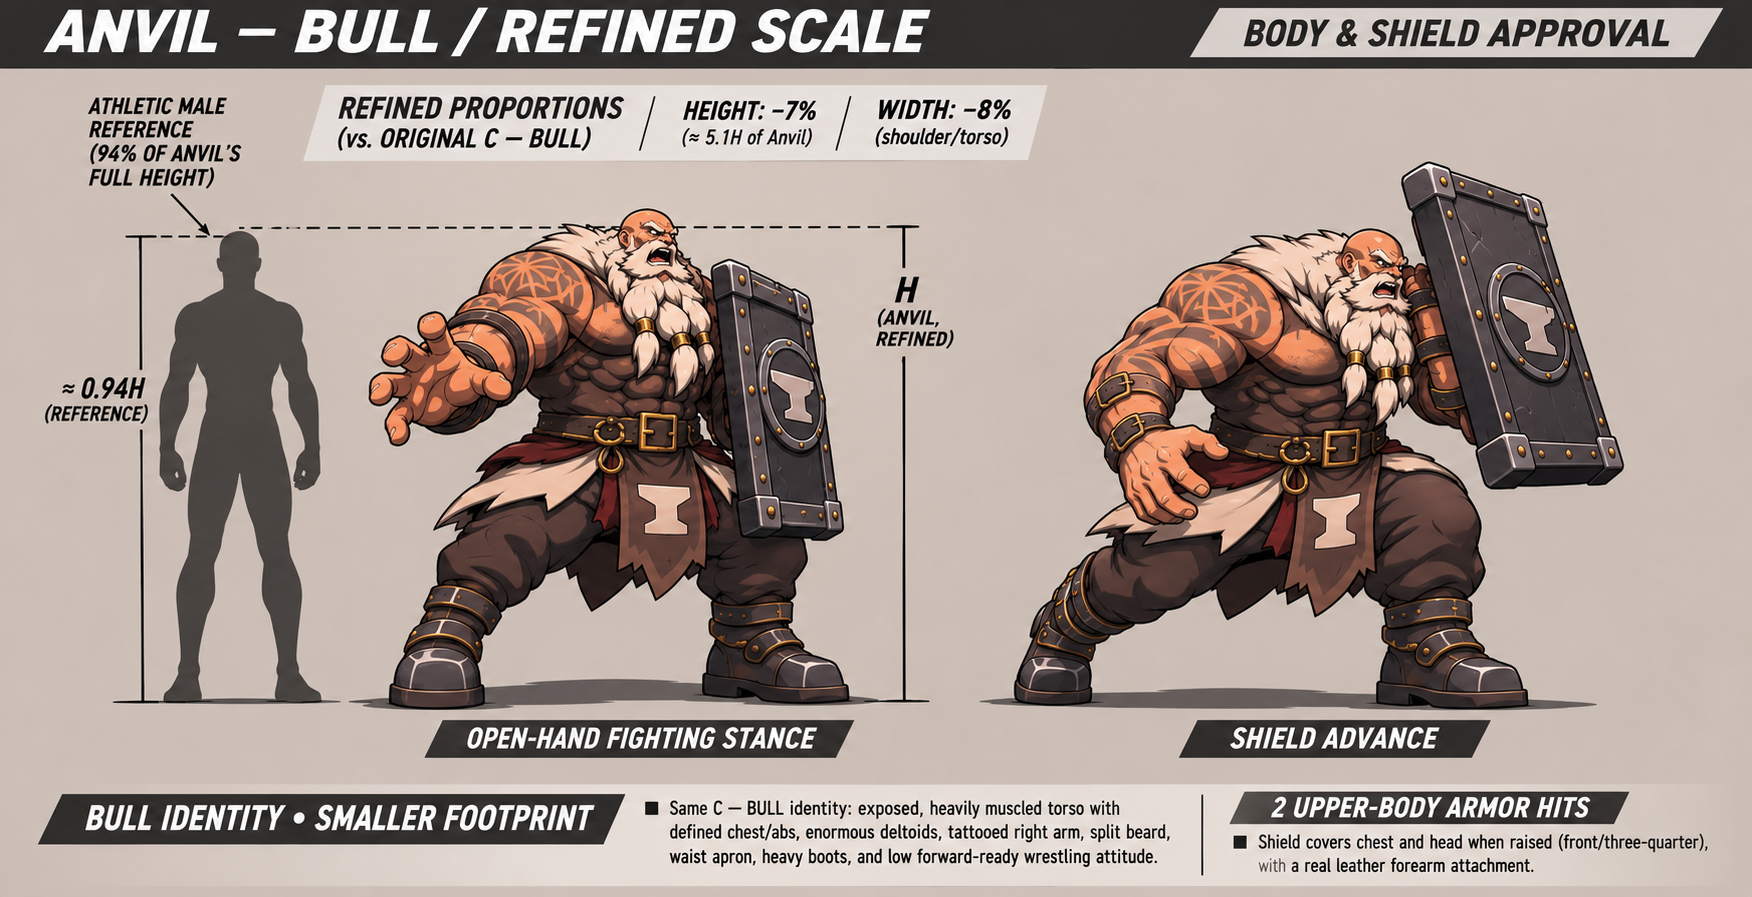 ANVIL – BULL / REFINED SCALE
BODY & SHIELD APPROVAL
ATHLETIC MALE
REFERENCE
(94% OF ANVIL'S
FULL HEIGHT)
REFINED PROPORTIONS
(vs. ORIGINAL C – BULL)
HEIGHT: –7%
(≈ 5.1H of Anvil)
WIDTH: –8%
(shoulder/torso)
≈ 0.94H
(REFERENCE)
H
(ANVIL,
REFINED)
OPEN-HAND FIGHTING STANCE
SHIELD ADVANCE
BULL IDENTITY • SMALLER FOOTPRINT
■ Same C – BULL identity: exposed, heavily muscled torso with
defined chest/abs, enormous deltoids, tattooed right arm, split beard,
waist apron, heavy boots, and low forward-ready wrestling attitude.
2 UPPER-BODY ARMOR HITS
■ Shield covers chest and head when raised (front/three-quarter),
with a real leather forearm attachment.